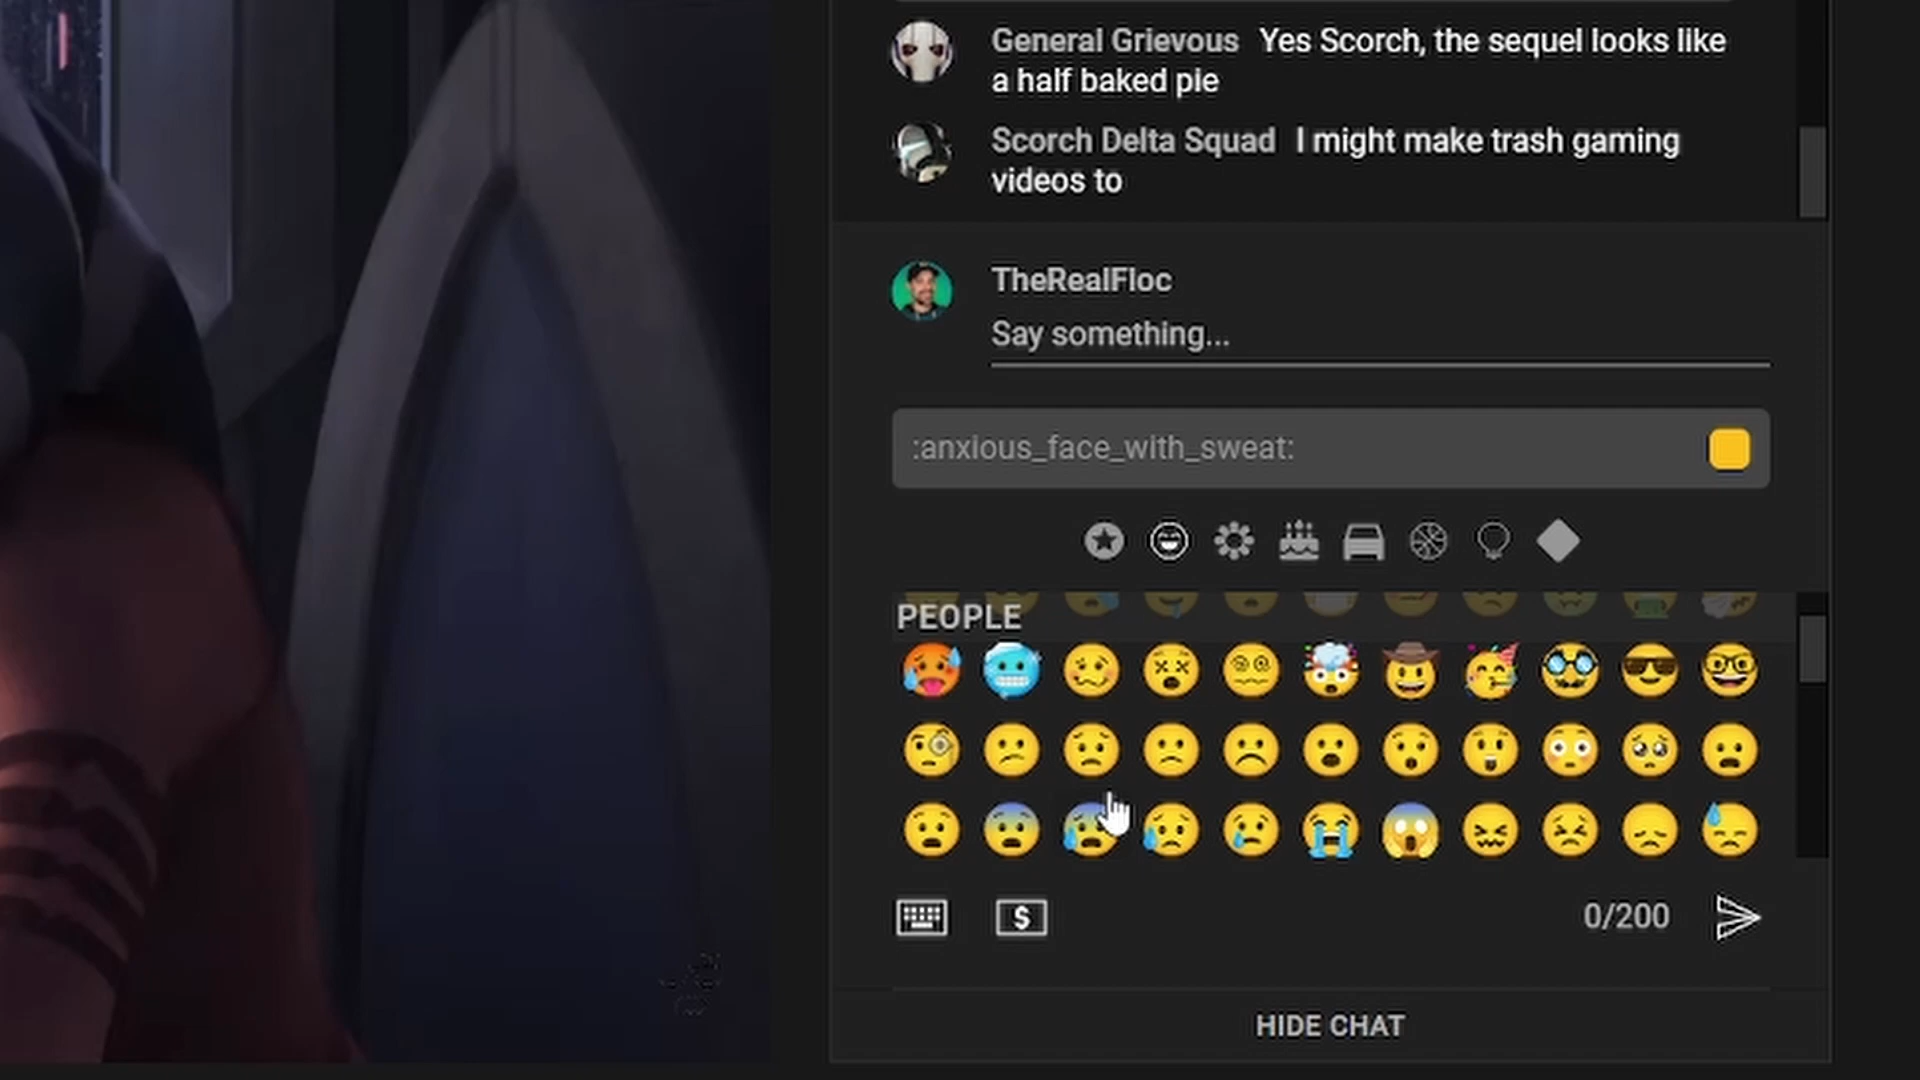 General Grievous Yes Scorch, the sequel looks like
a half baked pie
Scorch Delta Squad I might make trash gaming
videos to
TheRealFloc
Say something...
:anxious_face_with_sweat:
PEOPLE
0/200
HIDE CHAT